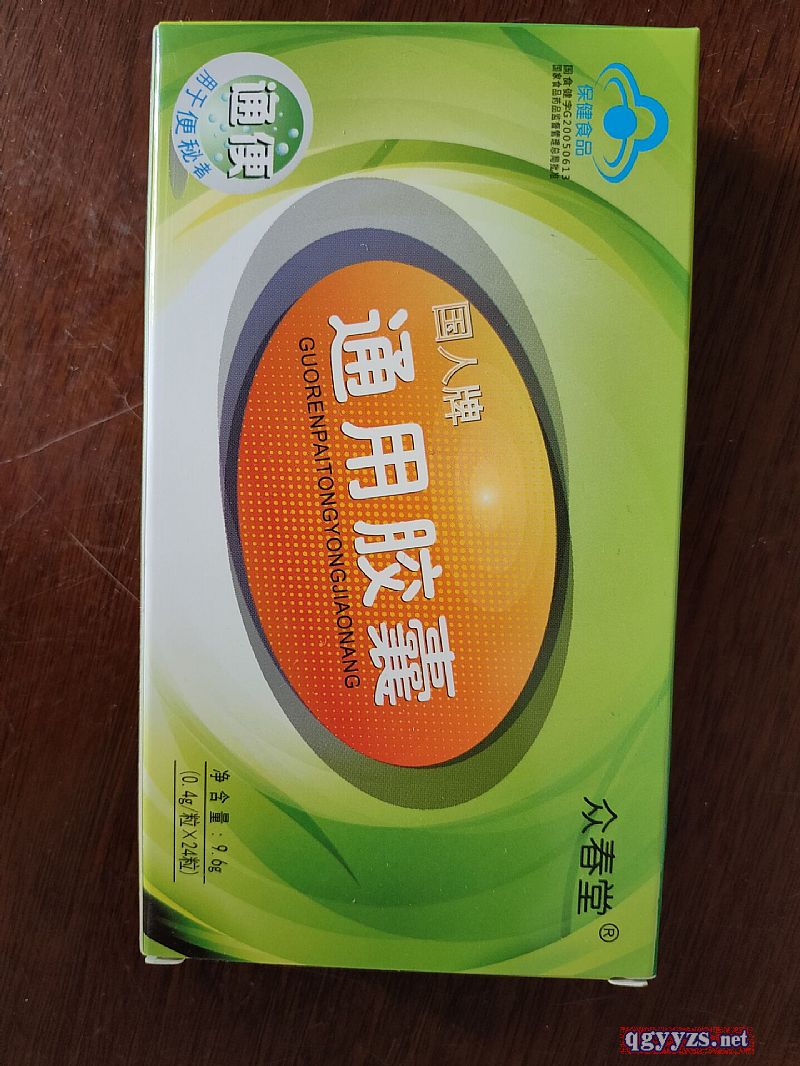 保健食品
国食健字G20050613
国家食品药品监督管理总局批准
通便
用于便秘者
国人牌
通用胶囊
GUORENPAITONGYONGJIAONANG
众春堂®
净含量:9.6g
(0.4g/粒×24粒)
qgyyzs.net